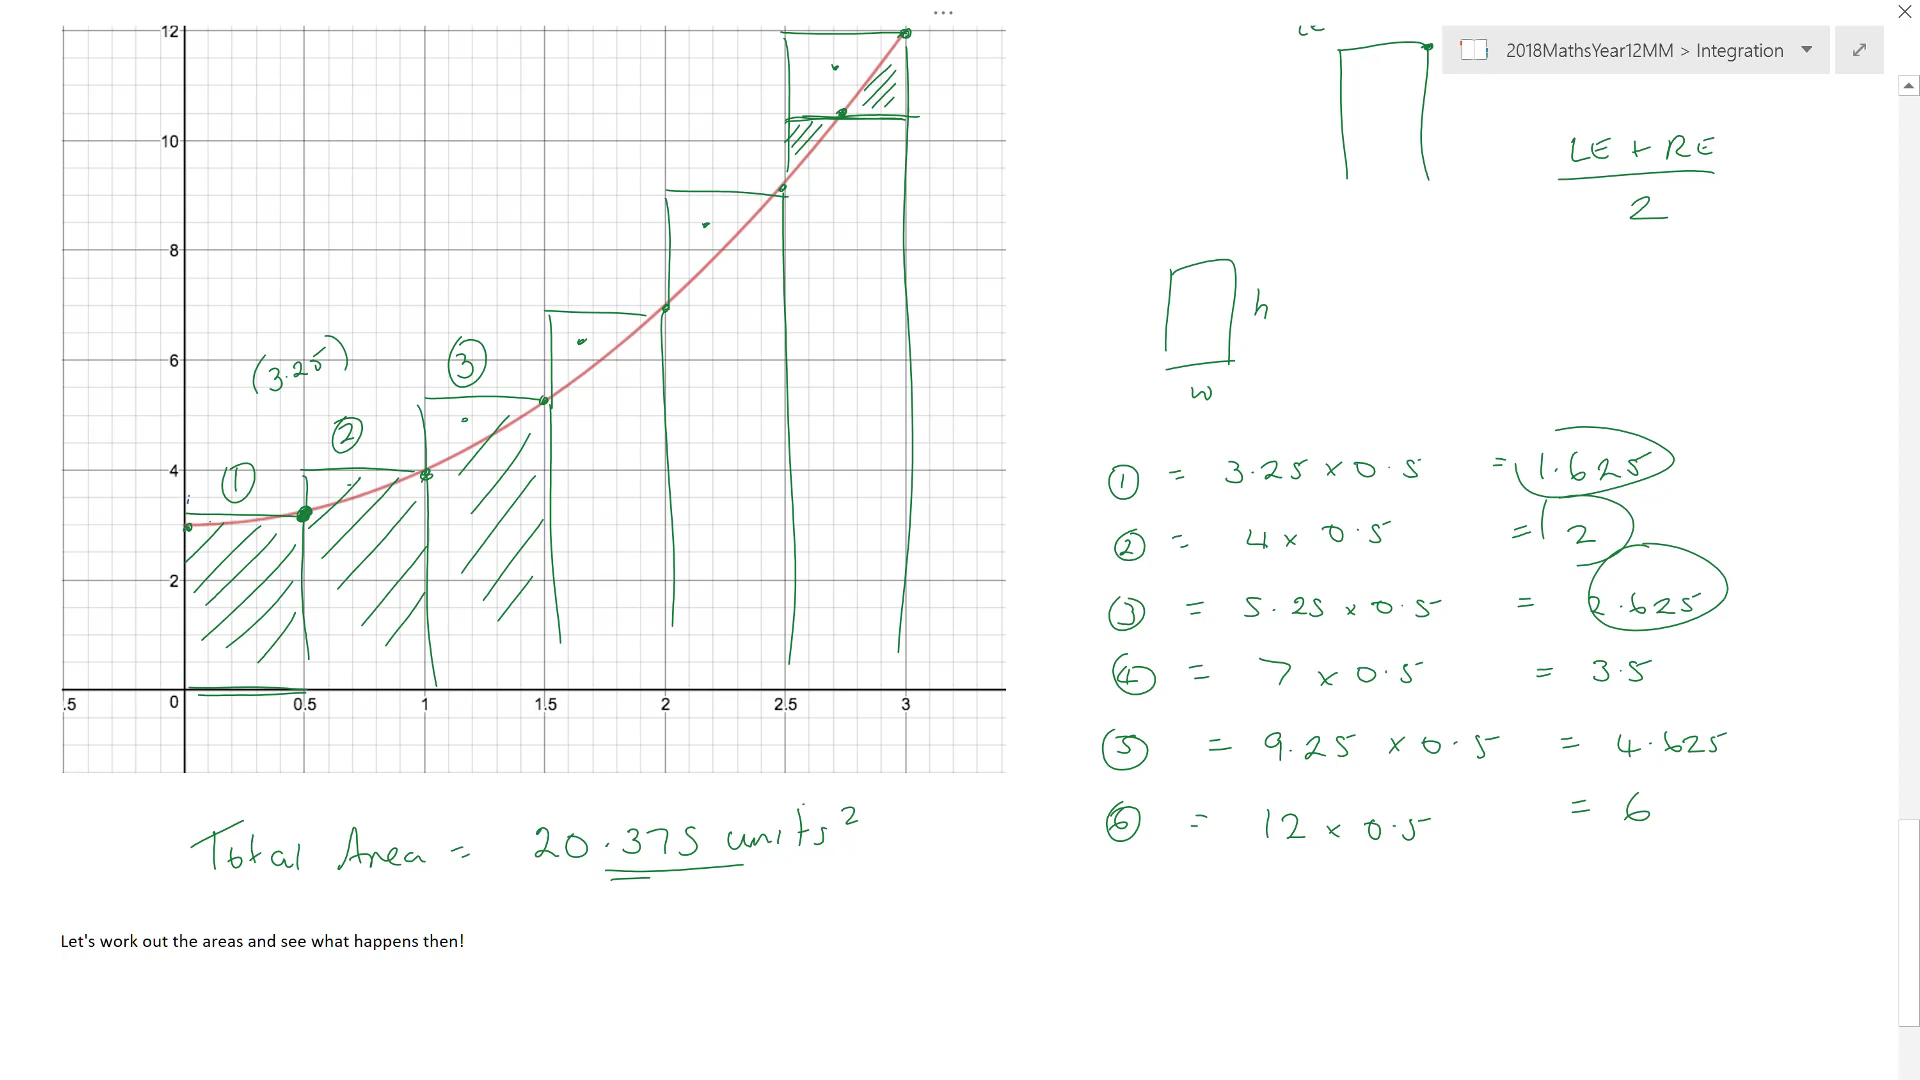 ...
2018MathsYear12MM > Integration
12
10
8
6
4
2
0
.5
0.5
1
1.5
2
2.5
3
(3.25)
①
②
③
LE + RE
2
h
w
① = 3.25 x 0.5 = 1.625
② = 4 x 0.5 = 2
③ = 5.25 x 0.5 = 2.625
④ = 7 x 0.5 = 3.5
⑤ = 9.25 x 0.5 = 4.625
⑥ = 12 x 0.5 = 6
Total Area = 20.375 units²
Let's work out the areas and see what happens then!